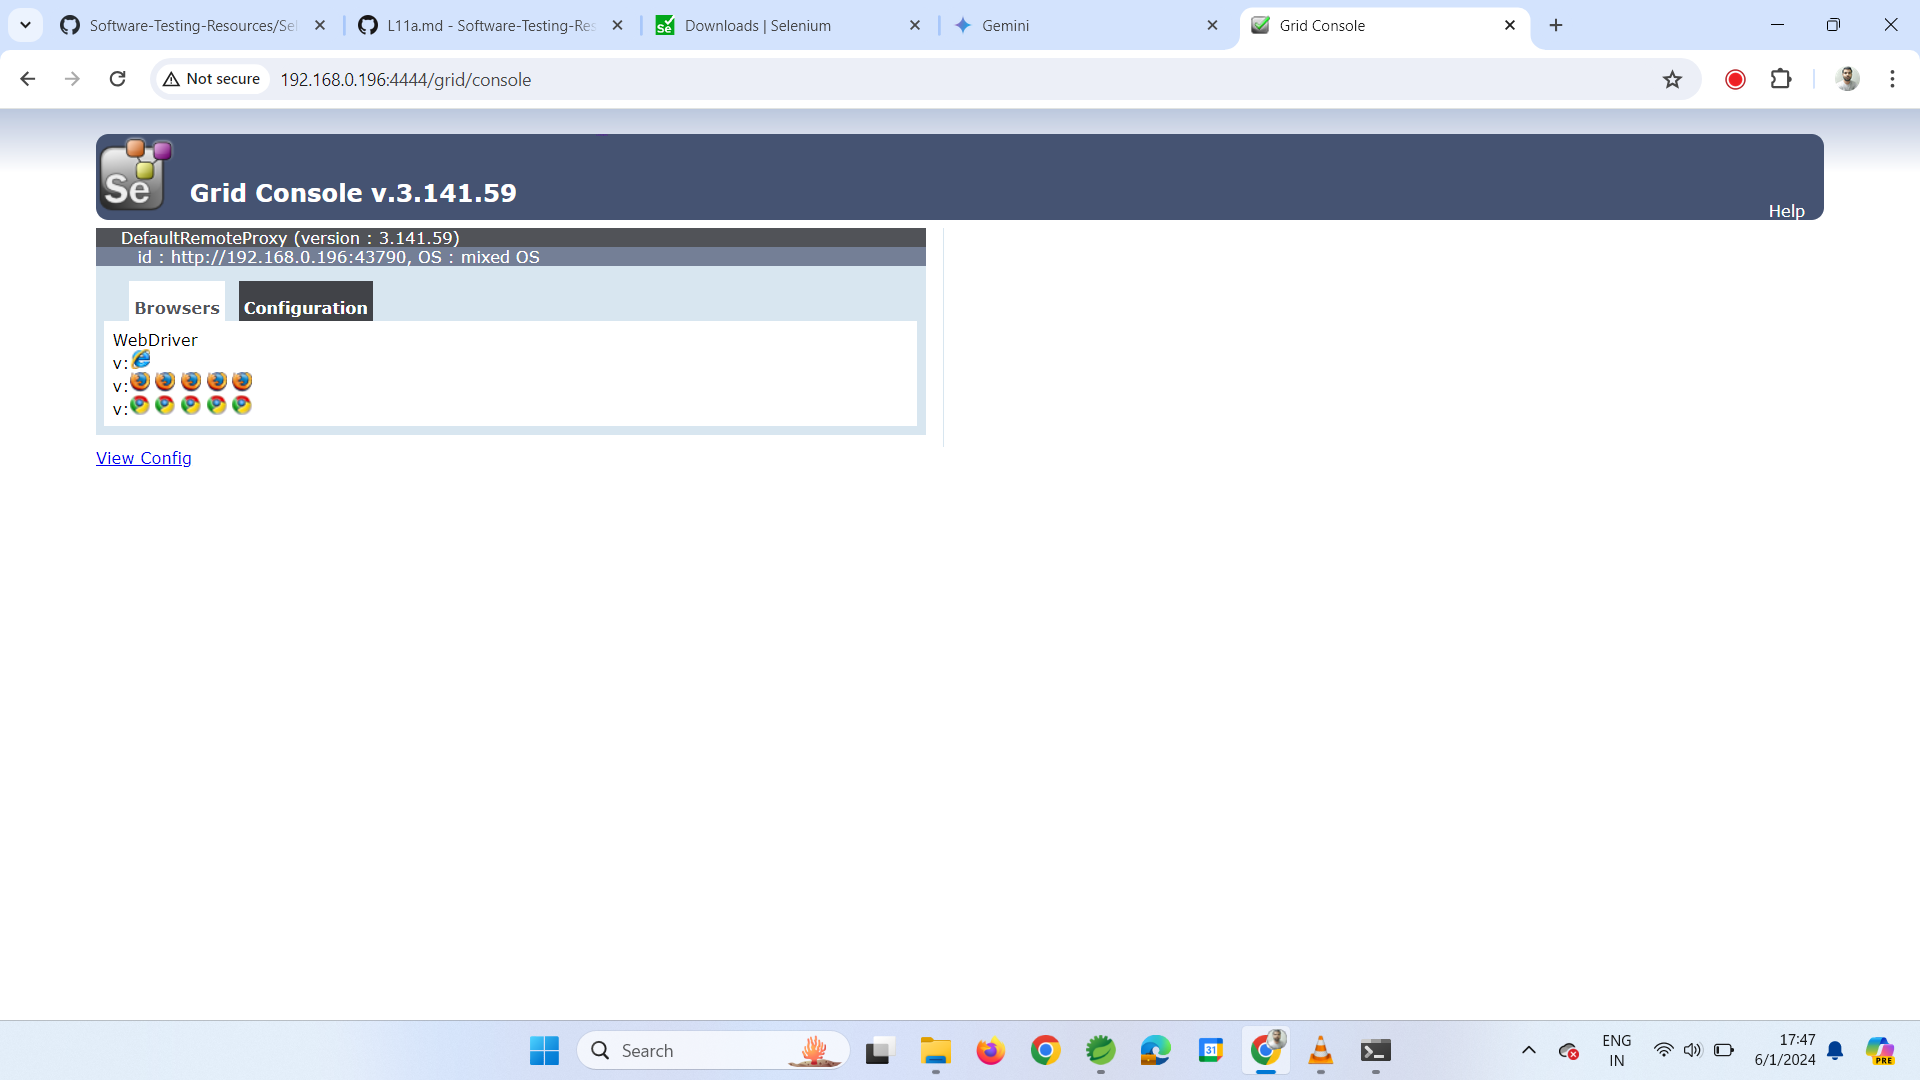 Software-Testing-Resources/Sel
L11a.md - Software-Testing-Res
Downloads | Selenium
Gemini
Grid Console
Not secure
192.168.0.196:4444/grid/console
Se
Grid Console v.3.141.59
Help
DefaultRemoteProxy (version : 3.141.59)
id : http://192.168.0.196:43790, OS : mixed OS
Browsers
Configuration
WebDriver
v:
v:
v:
View Config
Search
31
ENG
IN
17:47
6/1/2024
PRE